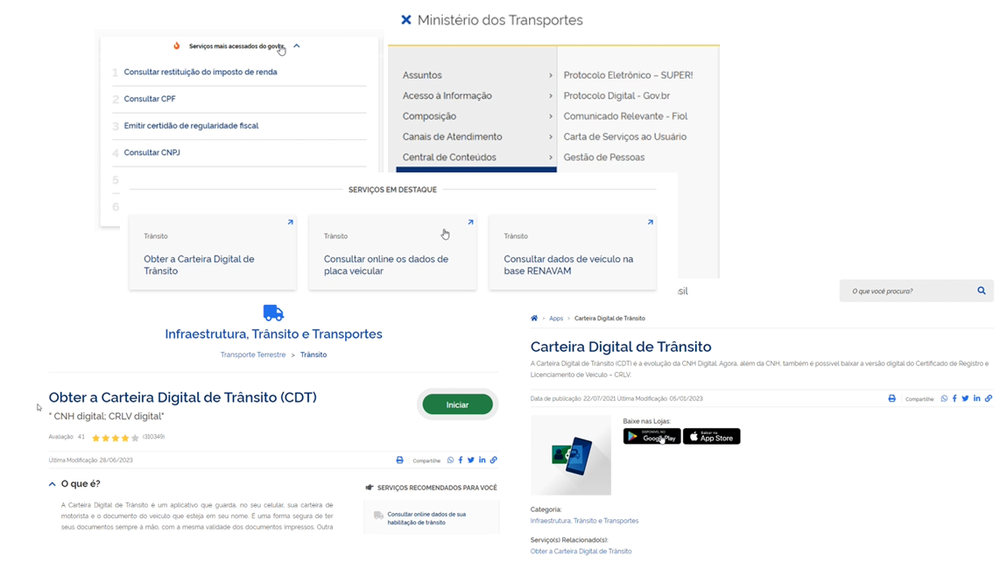 Ministério dos Transportes
Serviços mais acessados do govbr
1 Consultar restituição do imposto de renda
2 Consultar CPF
3 Emitir certidão de regularidade fiscal
4 Consultar CNPJ
5
6
Assuntos
Acesso à Informação
Composição
Canais de Atendimento
Central de Conteúdos
Protocolo Eletrônico – SUPER!
Protocolo Digital - Gov.br
Comunicado Relevante - Fiol
Carta de Serviços ao Usuário
Gestão de Pessoas
SERVIÇOS EM DESTAQUE
Trânsito
Obter a Carteira Digital de
Trânsito
Trânsito
Consultar online os dados de
placa veicular
Trânsito
Consultar dados de veículo na
base RENAVAM
sil
O que você procura?
Infraestrutura, Trânsito e Transportes
Transporte Terrestre > Trânsito
Obter a Carteira Digital de Trânsito (CDT)
" CNH digital; CRLV digital"
Iniciar
Avaliação: 4.1 (310349)
Última Modificação: 28/06/2023
Compartilhe:
O que é?
A Carteira Digital de Trânsito é um aplicativo que guarda, no seu celular, sua carteira de
motorista e o documento do veículo que esteja em seu nome. É uma forma segura de ter
seus documentos sempre à mão, com a mesma validade dos documentos impressos. Outra
SERVIÇOS RECOMENDADOS PARA VOCÊ
Consultar online dados de sua
habilitação de trânsito
> Apps > Carteira Digital de Trânsito
Carteira Digital de Trânsito
A Carteira Digital de Trânsito (CDT) é a evolução da CNH Digital. Agora, além da CNH, também é possível baixar a versão digital do Certificado de Registro e
Licenciamento de Veículo – CRLV.
Data de publicação: 22/07/2021 Última Modificação: 05/01/2023
Compartilhe:
Baixe nas Lojas:
DISPONÍVEL NO
Google Play
Baixar na
App Store
Categoria:
Infraestrutura, Trânsito e Transportes
Serviço(s) Relacionado(s):
Obter a Carteira Digital de Trânsito